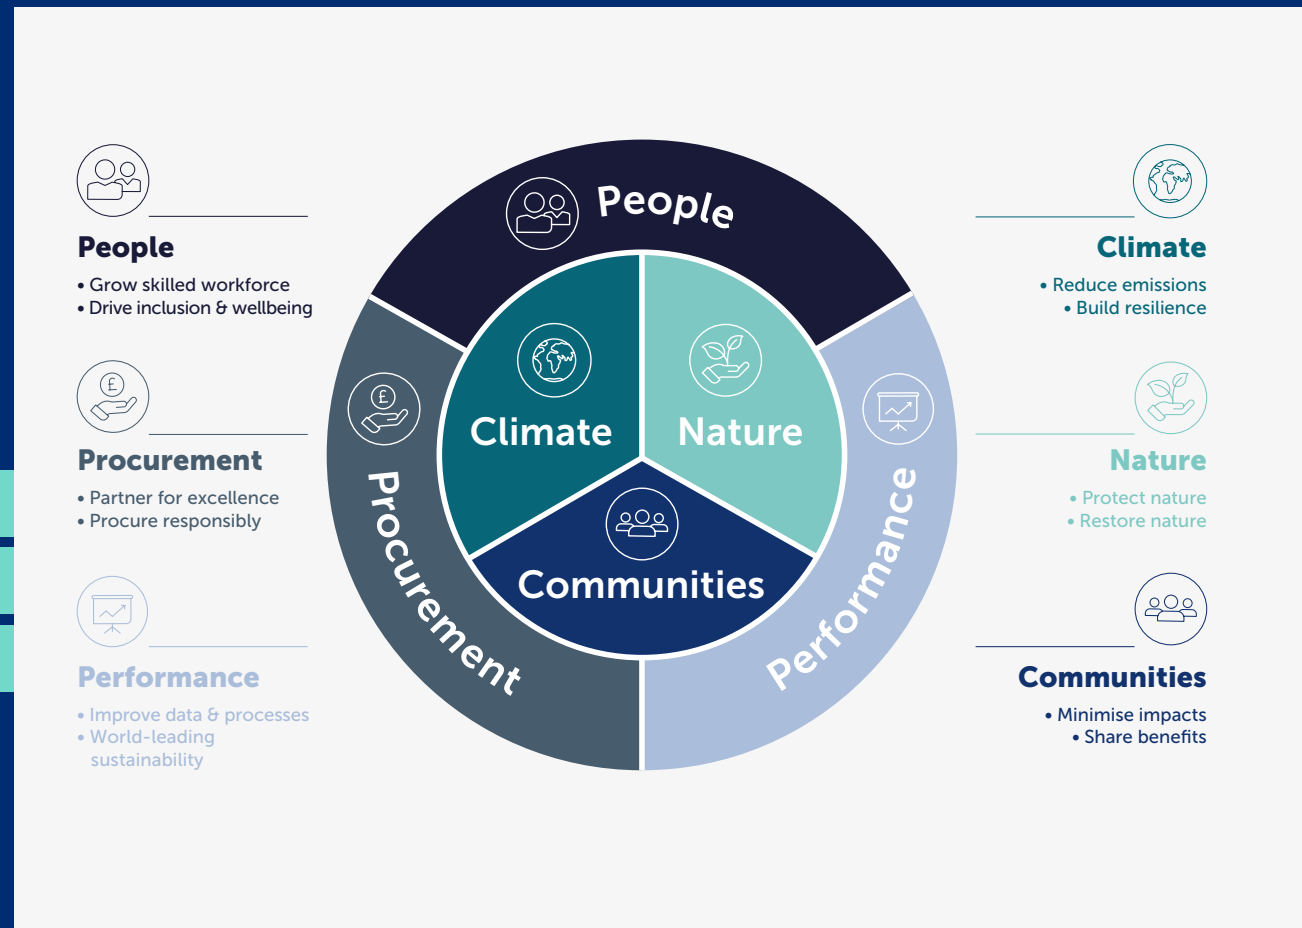 People
• Grow skilled workforce
• Drive inclusion & wellbeing
£
Procurement
• Partner for excellence
• Procure responsibly
Performance
• Improve data & processes
• World-leading
sustainability
People
£
Procurement
Performance
Climate
Nature
Communities
Climate
• Reduce emissions
• Build resilience
Nature
• Protect nature
• Restore nature
Communities
• Minimise impacts
• Share benefits